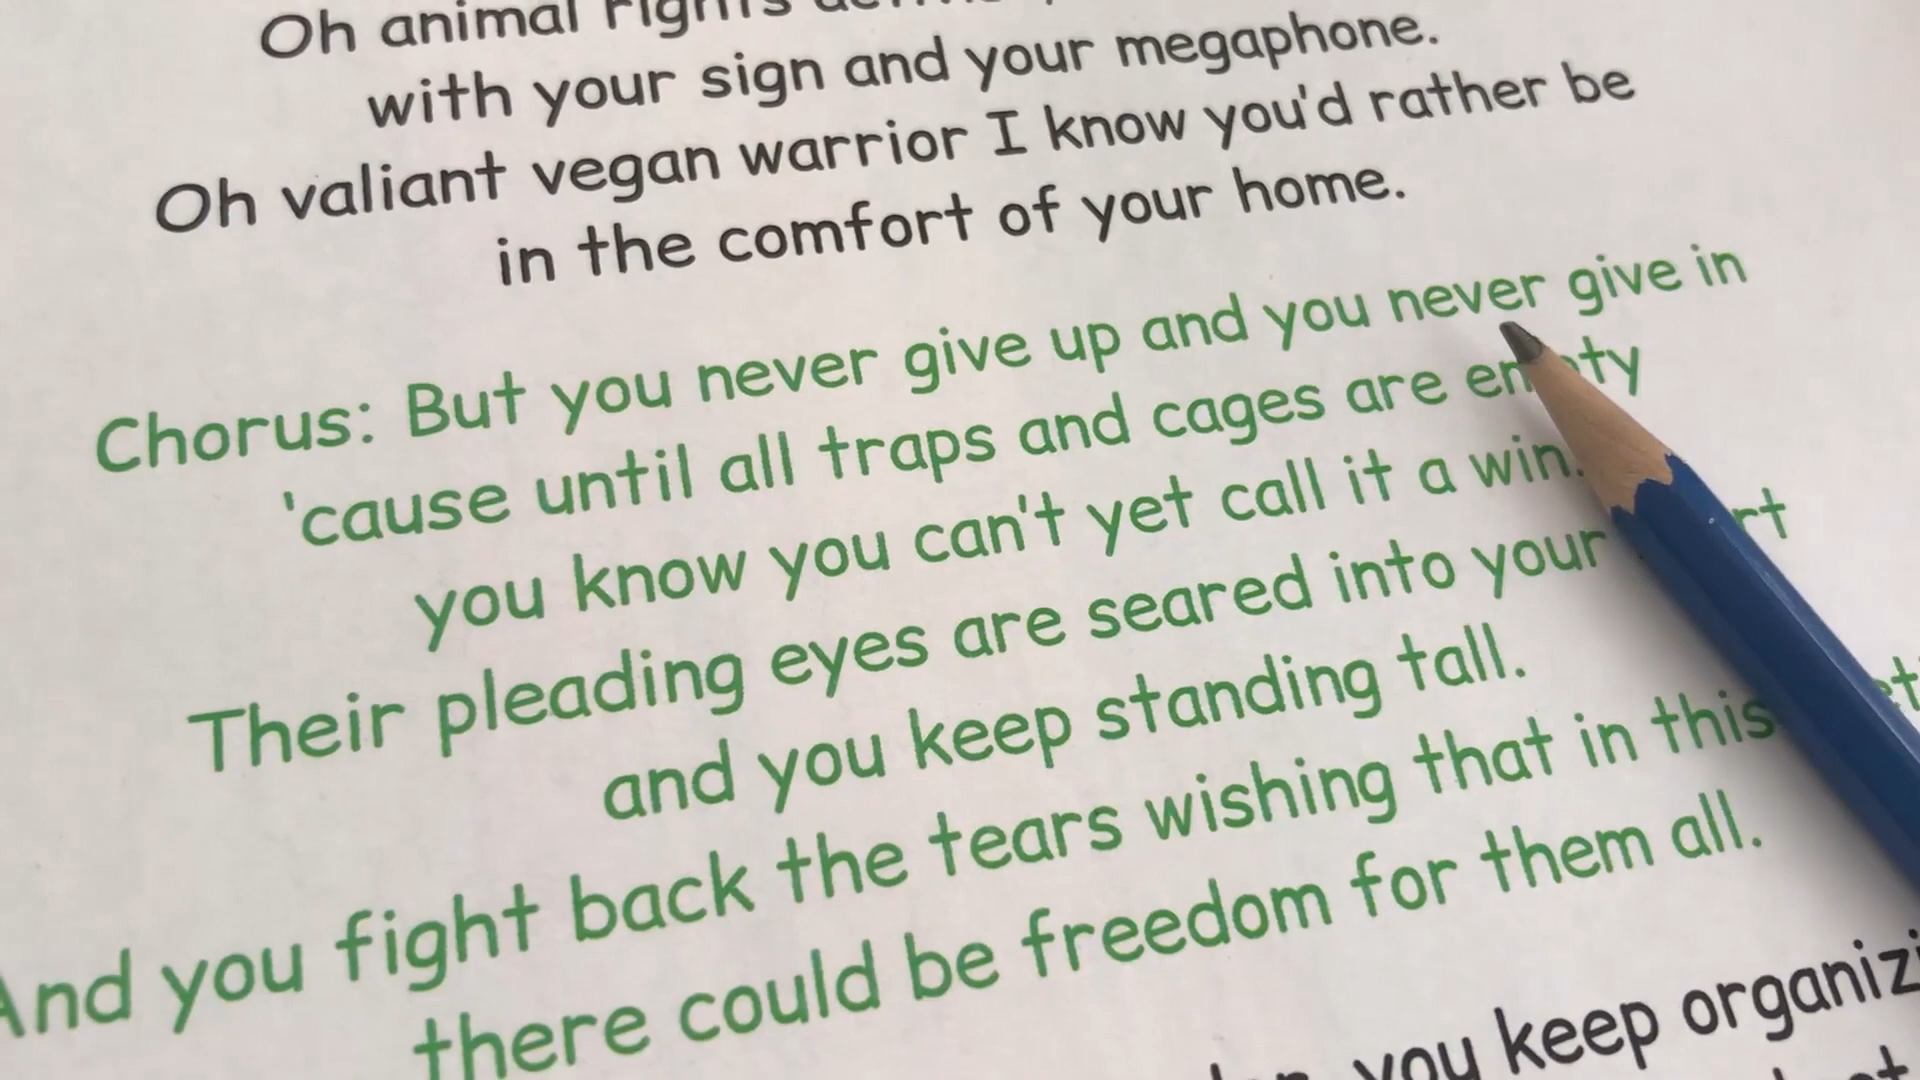 Oh animal rights
with your sign and your megaphone.
Oh valiant vegan warrior I know you'd rather be
in the comfort of your home.
Chorus: But you never give up and you never give in
'cause until all traps and cages are empty
you know you can't yet call it a win.
Their pleading eyes are seared into your
and you keep standing tall.
And you fight back the tears wishing that in this
there could be freedom for them all.
you keep